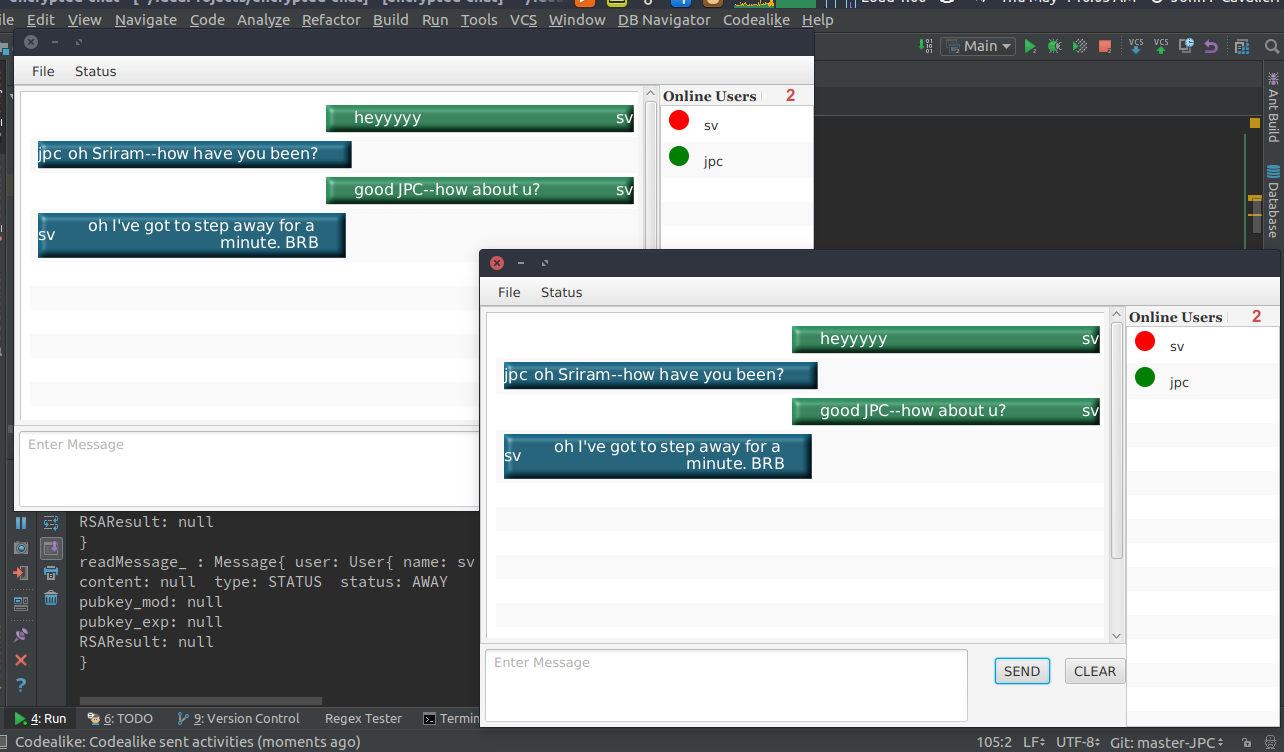 Edit View Navigate Code Analyze Refactor Build Run Tools VCS Window DB Navigator Codealike Help
Main
VCS VCS
File Status
heyyyyy sv
jpc oh Sriram--how have you been?
good JPC--how about u? sv
sv oh I've got to step away for a
minute. BRB
Online Users 2
sv
jpc
Enter Message
Ant Build
Database
File Status
heyyyyy sv
jpc oh Sriram--how have you been?
good JPC--how about u? sv
sv oh I've got to step away for a
minute. BRB
Online Users 2
sv
jpc
Enter Message
SEND CLEAR
RSAResult: null
}
readMessage_ : Message{ user: User{ name: sv
content: null type: STATUS status: AWAY
pubkey_mod: null
pubkey_exp: null
RSAResult: null
}
4: Run 6: TODO 9: Version Control Regex Tester Termin
Codealike: Codealike sent activities (moments ago) 105:2 LF UTF-8 Git: master-JPC